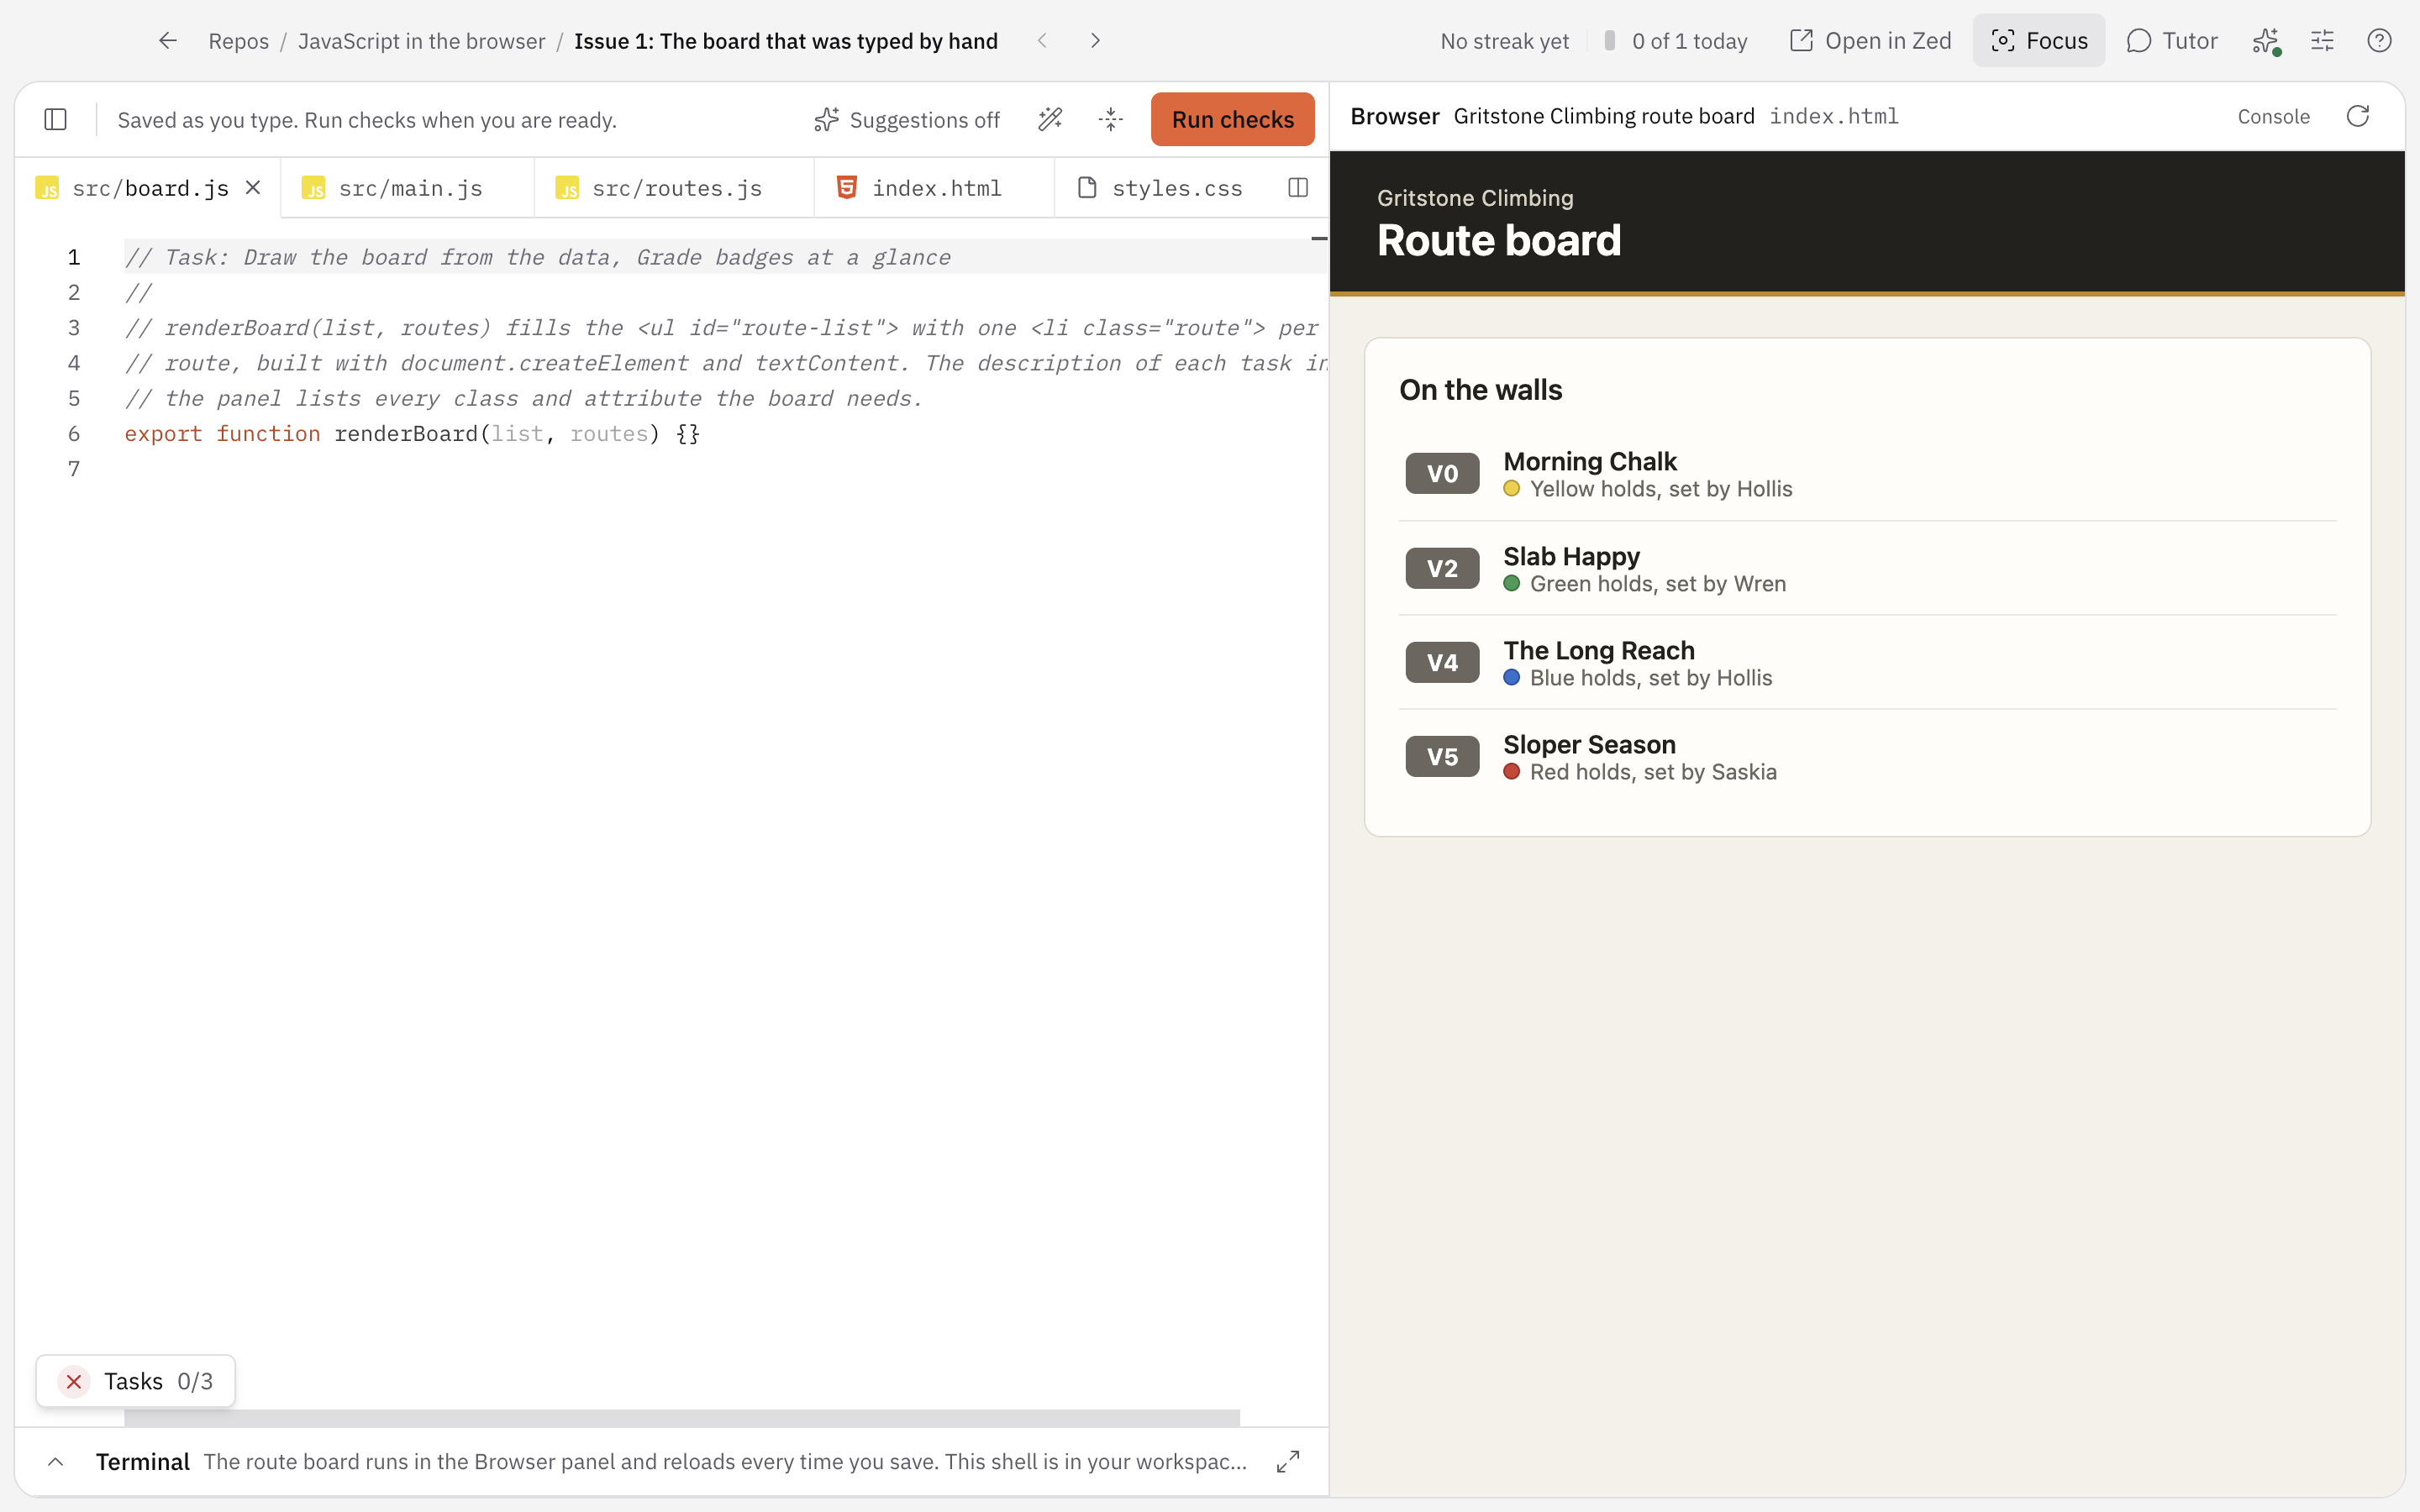 Repos / JavaScript in the browser / Issue 1: The board that was typed by hand
No streak yet
0 of 1 today
Open in Zed
Focus
Tutor
Saved as you type. Run checks when you are ready.
Suggestions off
Run checks
src/board.js
src/main.js
src/routes.js
index.html
styles.css
1 // Task: Draw the board from the data, Grade badges at a glance
2 //
3 // renderBoard(list, routes) fills the <ul id="route-list"> with one <li class="route"> per
4 // route, built with document.createElement and textContent. The description of each task in
5 // the panel lists every class and attribute the board needs.
6 export function renderBoard(list, routes) {}
7
Tasks 0/3
Terminal The route board runs in the Browser panel and reloads every time you save. This shell is in your workspac...
Browser Gritstone Climbing route board index.html
Console
Gritstone Climbing
Route board
On the walls
V0
Morning Chalk
Yellow holds, set by Hollis
V2
Slab Happy
Green holds, set by Wren
V4
The Long Reach
Blue holds, set by Hollis
V5
Sloper Season
Red holds, set by Saskia